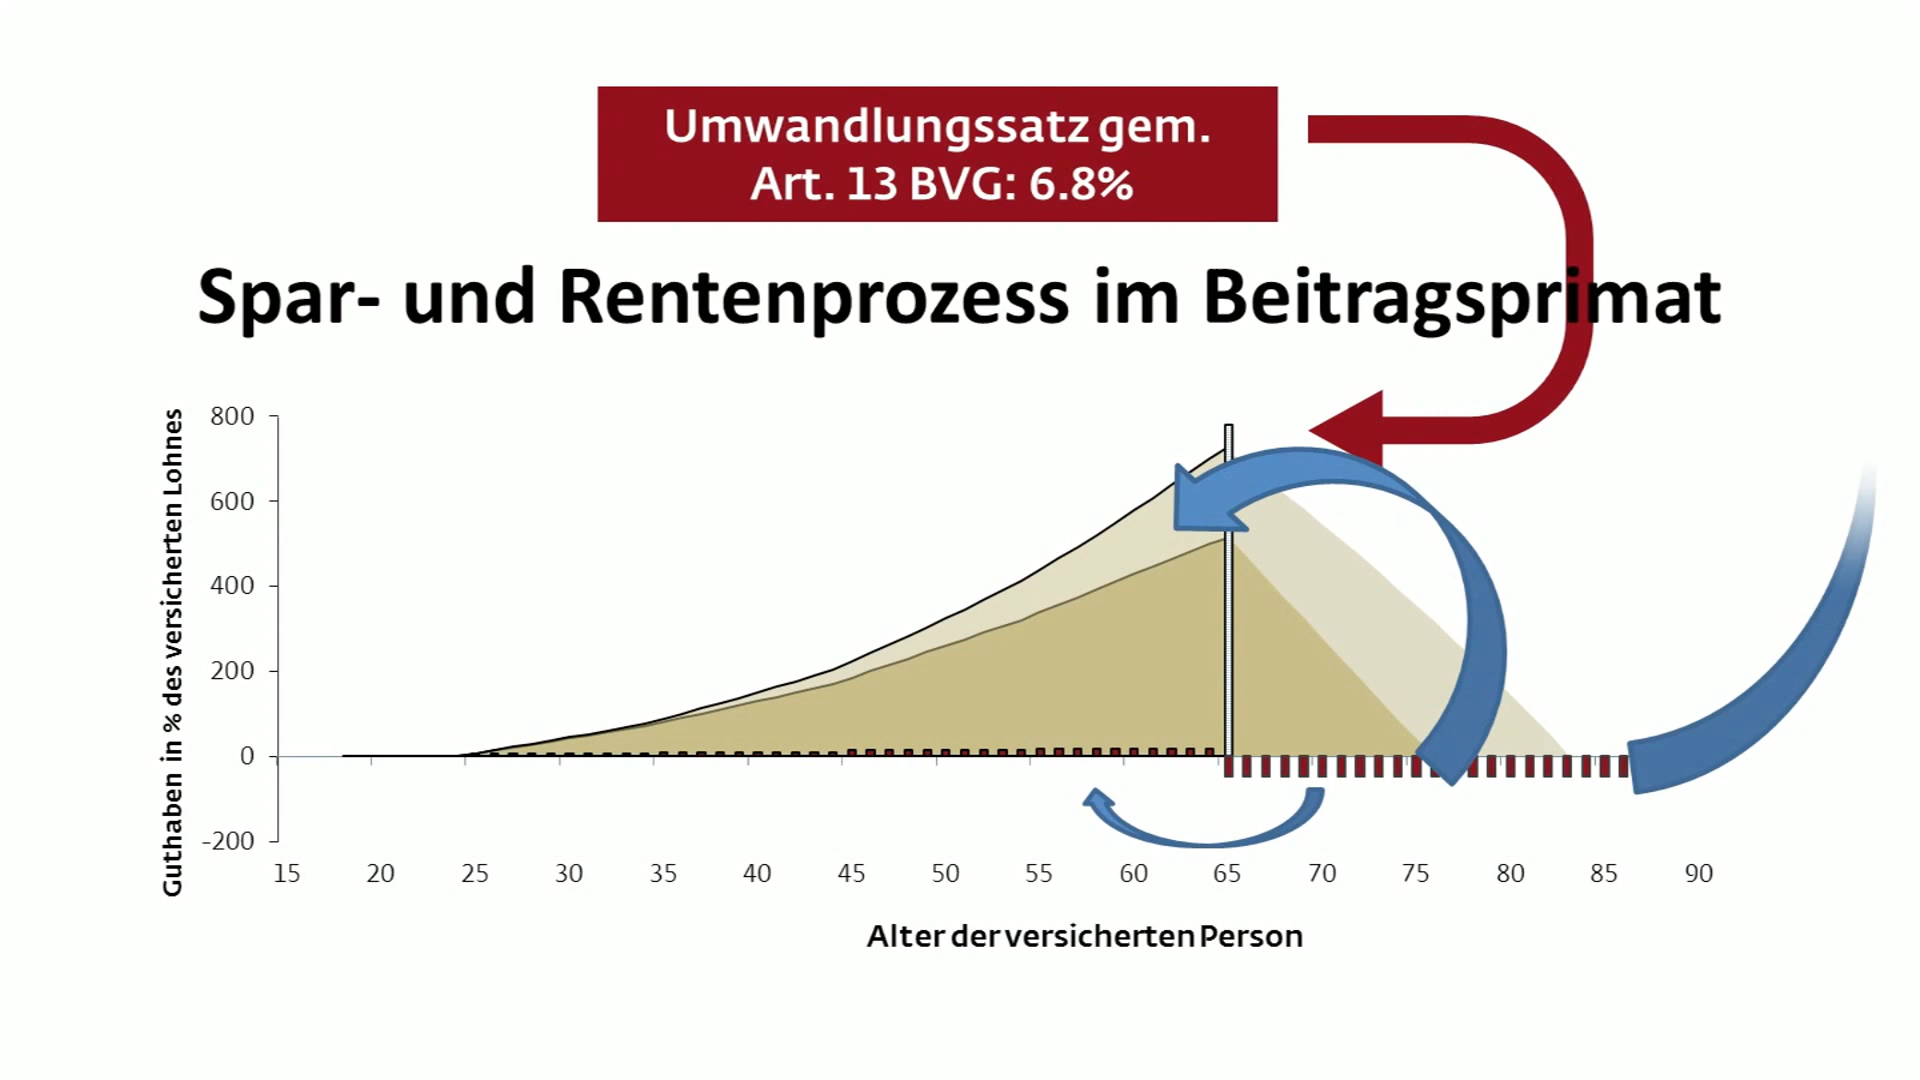 Umwandlungssatz gem.
Art. 13 BVG: 6.8%
Spar- und Rentenprozess im Beitragsprimat
Guthaben in % des versicherten Lohnes
800
600
400
200
0
-200
15 20 25 30 35 40 45 50 55 60 65 70 75 80 85 90
Alter der versicherten Person